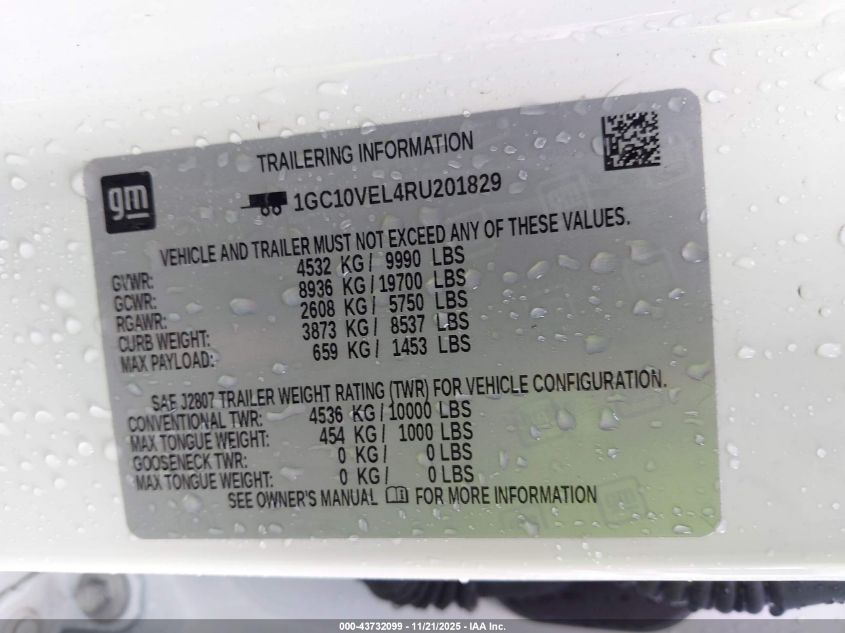 TRAILERING INFORMATION
gm
1GC10VEL4RU201829
VEHICLE AND TRAILER MUST NOT EXCEED ANY OF THESE VALUES.
GVWR: 4532 KG / 9990 LBS
GCWR: 8936 KG / 19700 LBS
RGAWR: 2608 KG / 5750 LBS
CURB WEIGHT: 3873 KG / 8537 LBS
MAX PAYLOAD: 659 KG / 1453 LBS
SAE J2807 TRAILER WEIGHT RATING (TWR) FOR VEHICLE CONFIGURATION.
CONVENTIONAL TWR: 4536 KG / 10000 LBS
MAX TONGUE WEIGHT: 454 KG / 1000 LBS
GOOSENECK TWR: 0 KG / 0 LBS
MAX TONGUE WEIGHT: 0 KG / 0 LBS
SEE OWNER'S MANUAL FOR MORE INFORMATION
000-43732099 - 11/21/2025 - IAA Inc.